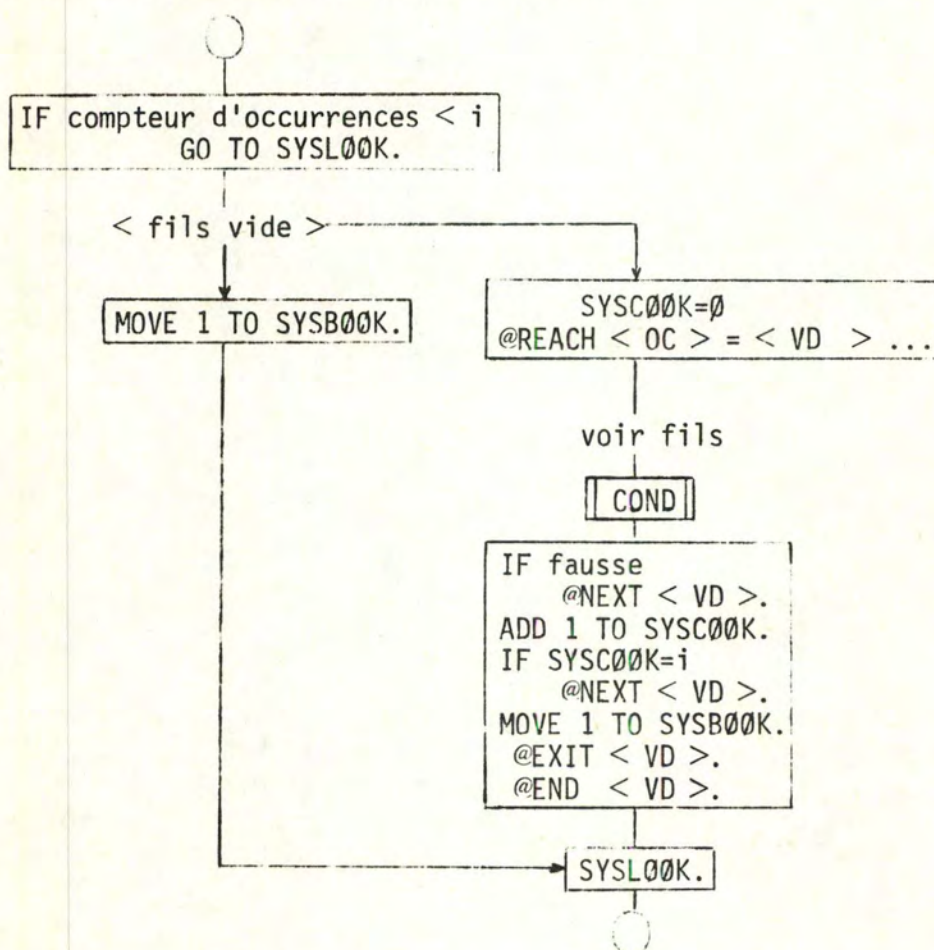 IF compteur d'occurrences < i
GO TO SYSLØØK.
< fils vide >
MOVE 1 TO SYSBØØK.
SYSCØØK=Ø
@REACH < OC > = < VD > ...
voir fils
COND
IF fausse
@NEXT < VD >.
ADD 1 TO SYSCØØK.
IF SYSCØØK=i
@NEXT < VD >.
MOVE 1 TO SYSBØØK.
@EXIT < VD >.
@END < VD >.
SYSLØØK.